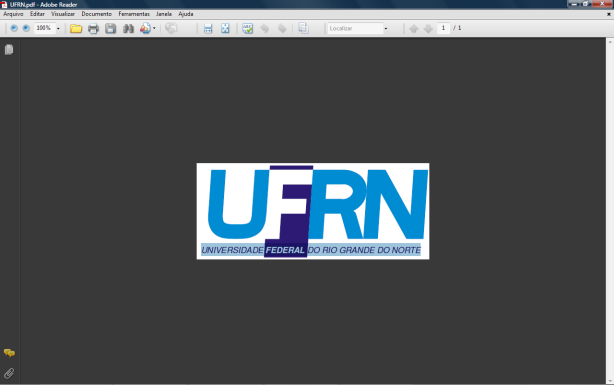 UFRN.pdf - Adobe Reader
Arquivo Editar Visualizar Documento Ferramentas Janela Ajuda
100% Localizar 1 / 1
UFRN
UNIVERSIDADE FEDERAL DO RIO GRANDE DO NORTE